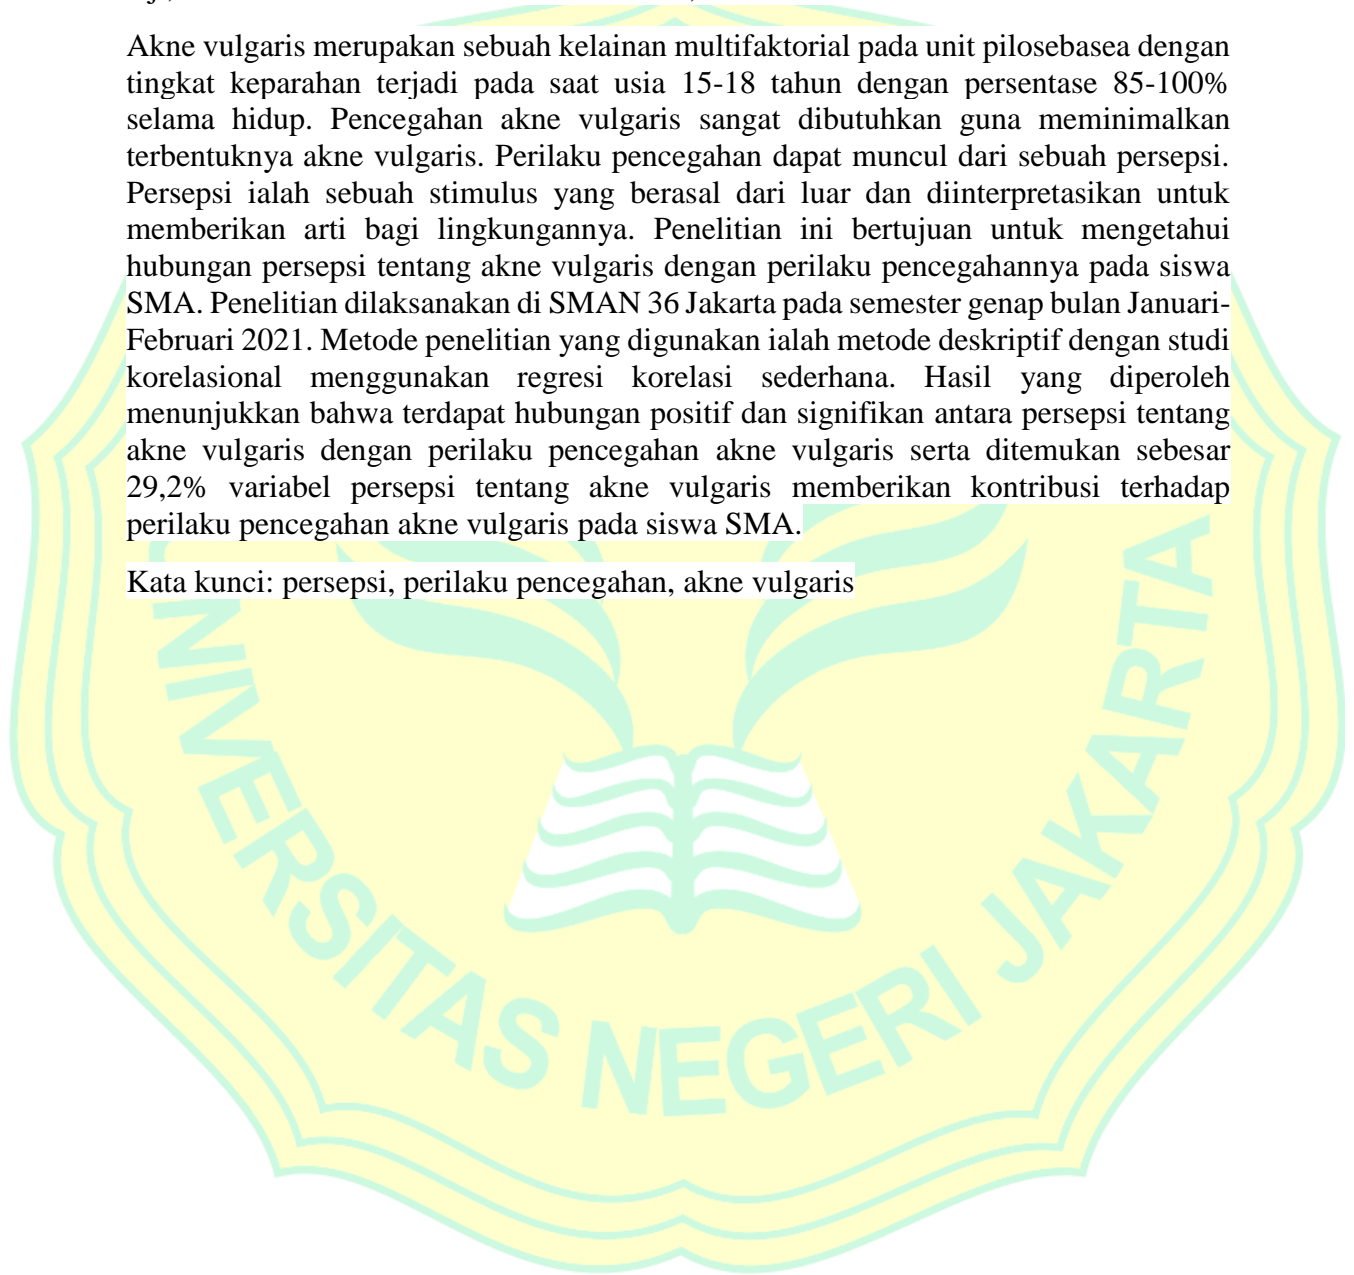 Akne vulgaris merupakan sebuah kelainan multifaktorial pada unit pilosebasea dengan
tingkat keparahan terjadi pada saat usia 15-18 tahun dengan persentase 85-100%
selama hidup. Pencegahan akne vulgaris sangat dibutuhkan guna meminimalkan
terbentuknya akne vulgaris. Perilaku pencegahan dapat muncul dari sebuah persepsi.
Persepsi ialah sebuah stimulus yang berasal dari luar dan diinterpretasikan untuk
memberikan arti bagi lingkungannya. Penelitian ini bertujuan untuk mengetahui
hubungan persepsi tentang akne vulgaris dengan perilaku pencegahannya pada siswa
SMA. Penelitian dilaksanakan di SMAN 36 Jakarta pada semester genap bulan Januari-
Februari 2021. Metode penelitian yang digunakan ialah metode deskriptif dengan studi
korelasional menggunakan regresi korelasi sederhana. Hasil yang diperoleh
menunjukkan bahwa terdapat hubungan positif dan signifikan antara persepsi tentang
akne vulgaris dengan perilaku pencegahan akne vulgaris serta ditemukan sebesar
29,2% variabel persepsi tentang akne vulgaris memberikan kontribusi terhadap
perilaku pencegahan akne vulgaris pada siswa SMA.
Kata kunci: persepsi, perilaku pencegahan, akne vulgaris
NIVERSITAS NEGERI JAKARTA